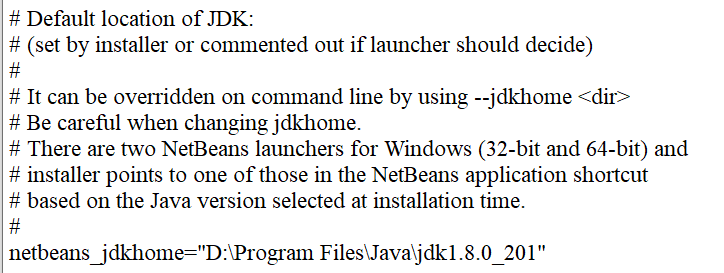 # Default location of JDK:
# (set by installer or commented out if launcher should decide)
#
# It can be overridden on command line by using --jdkhome <dir>
# Be careful when changing jdkhome.
# There are two NetBeans launchers for Windows (32-bit and 64-bit) and
# installer points to one of those in the NetBeans application shortcut
# based on the Java version selected at installation time.
#
netbeans_jdkhome="D:\Program Files\Java\jdk1.8.0_201"